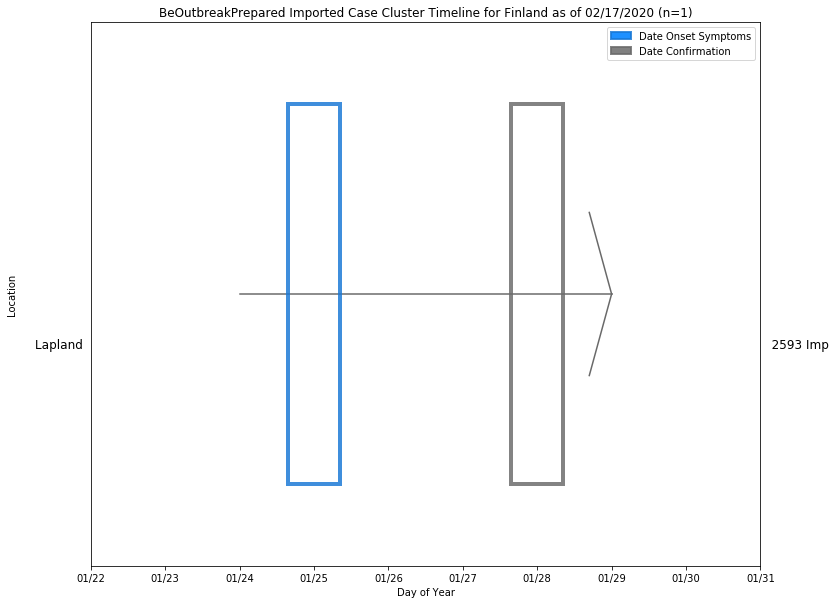 BeOutbreakPrepared Imported Case Cluster Timeline for Finland as of 02/17/2020 (n=1)
Date Onset Symptoms
Date Confirmation
Location
Lapland
2593 Imp
01/22 01/23 01/24 01/25 01/26 01/27 01/28 01/29 01/30 01/31
Day of Year